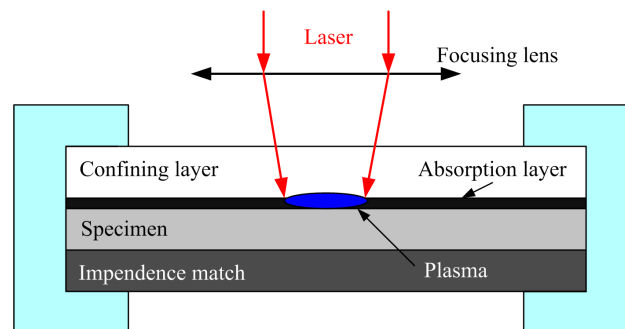 Laser
Focusing lens
Confining layer
Absorption layer
Specimen
Impendence match
Plasma